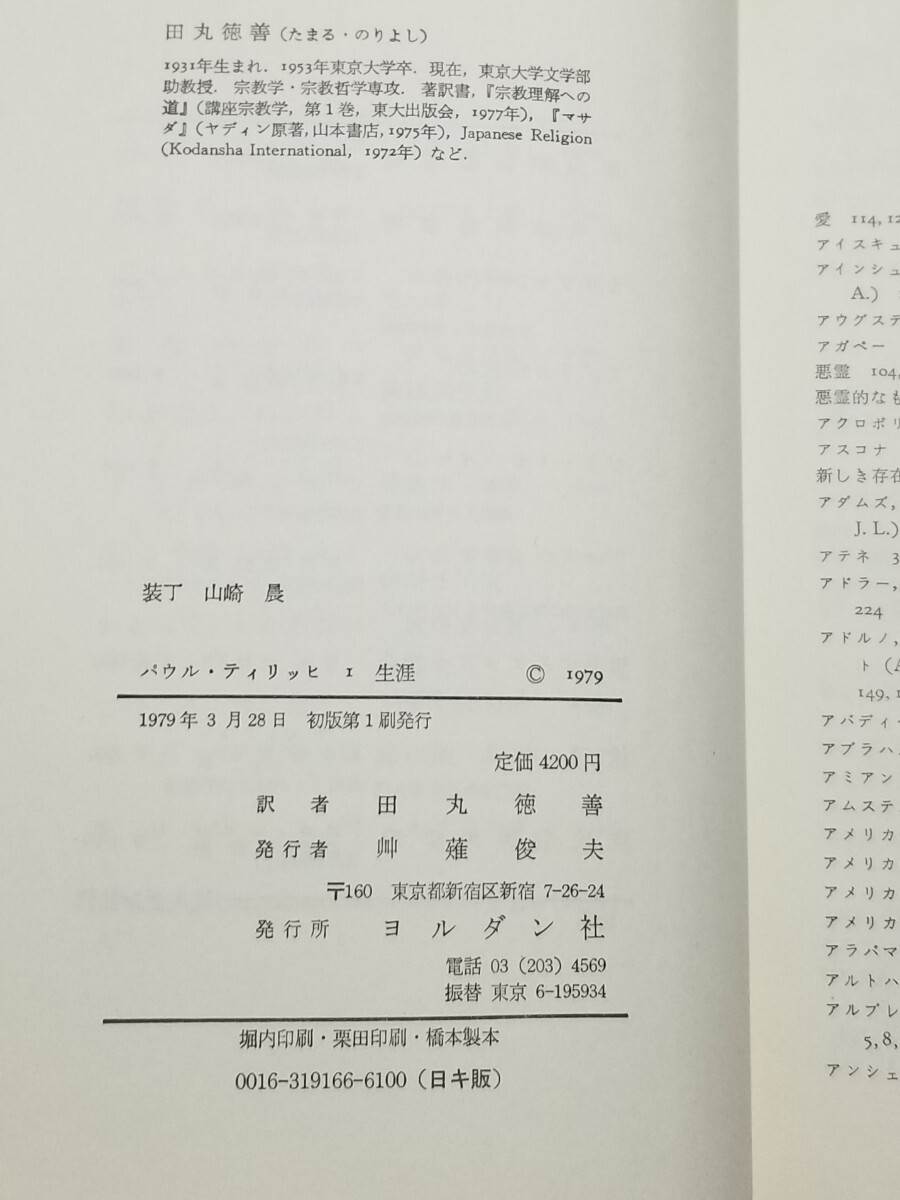 田丸徳善(たまる・のりよし)
1931年生まれ. 1953年東京大学卒. 現在, 東京大学文学部
助教授. 宗教学・宗教哲学専攻. 著訳書,『宗教理解への
道』(講座宗教学, 第1巻, 東大出版会, 1977年),『マサ
ダ』(ヤディン原著, 山本書店, 1975年), Japanese Religion
(Kodansha International, 1972年) など.
装丁 山崎 晨
パウル・ティリッヒ 1 生涯 © 1979
1979年3月28日 初版第1刷発行
定価4200円
訳者 田丸徳善
発行者 艸薙俊夫
〒160 東京都新宿区新宿 7-26-24
発行所 ヨルダン社
電話 03 (203) 4569
振替 東京 6-195934
堀内印刷・栗田印刷・橋本製本
0016-319166-6100(日キ販)
愛 114, 12
アイスキュ
アインシュ
A.)
アウグステ
アガペー
悪霊 104,
悪霊的なも
アクロポリ
アスコナ
新しき存在
アダムズ,
J. L.)
アテネ 3
アドラー,
224
アドルノ,
ト (A
149, 1
アバディー
アブラハ
アミアン
アムステ
アメリカ
アメリカ
アメリカ
アメリカ
アラバマ
アルトハ
アルブレ
5, 8,
アンシェ